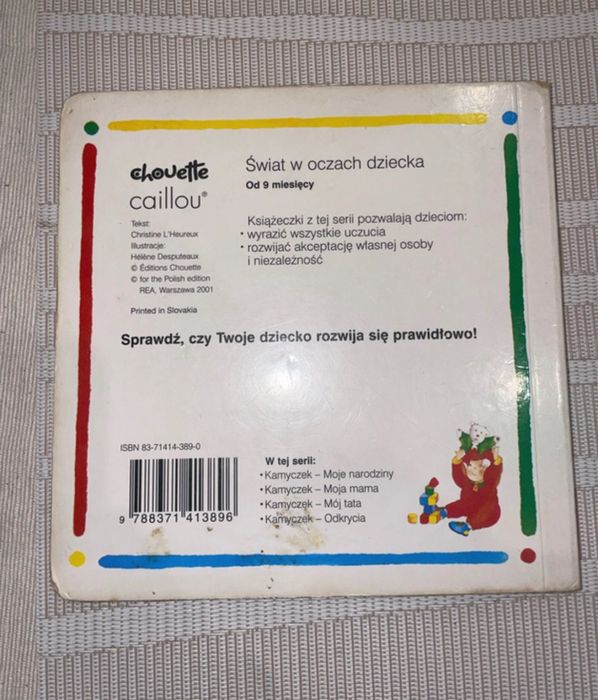 chouette
caillou®
Tekst:
Christine L'Heureux
Illustracje:
Hélène Desputeaux
© Éditions Chouette
© for the Polish edition
REA, Warszawa 2001
Printed in Slovakia
Świat w oczach dziecka
Od 9 miesięcy
Książeczki z tej serii pozwalają dzieciom:
• wyrazić wszystkie uczucia
• rozwijać akceptację własnej osoby
i niezależność
Sprawdź, czy Twoje dziecko rozwija się prawidłowo!
ISBN 83-71414-389-0
9 788371 413896
W tej serii:
• Kamyczek – Moje narodziny
• Kamyczek – Moja mama
• Kamyczek – Mój tata
• Kamyczek – Odkrycia